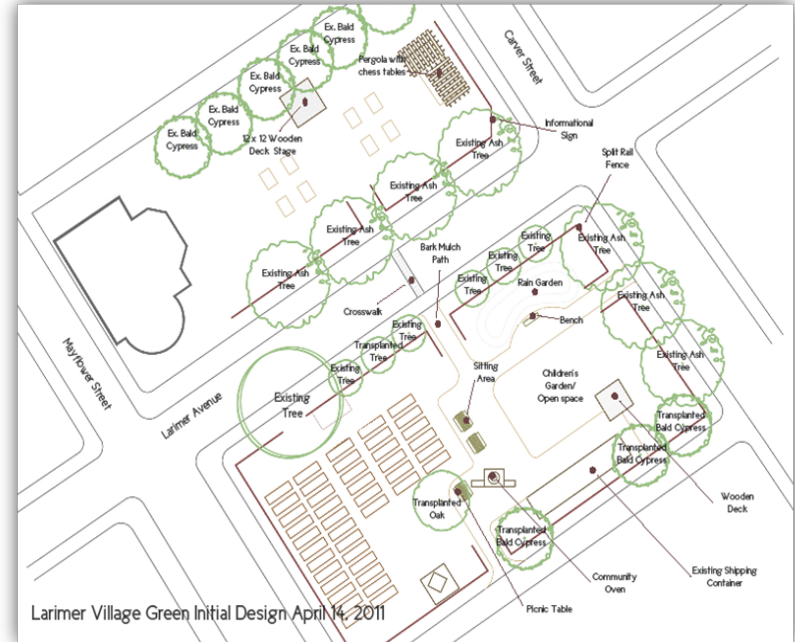 Ex. Bald
Cypress
Ex. Bald
Cypress
Ex. Bald
Cypress
Ex. Bald
Cypress
Ex. Bald
Cypress
Pergola with
chess tables
Carver Street
12 x 12 Wooden
Deck Stage
Informational
Sign
Existing Ash
Tree
Split Rail
Fence
Existing Ash
Tree
Existing Ash
Tree
Existing Ash
Tree
Bark Mulch
Path
Crosswalk
Existing
Tree
Existing
Tree
Existing
Tree
Existing Ash
Tree
Rain Garden
Existing Ash
Tree
Bench
Existing
Tree
Transplanted
Tree
Existing
Tree
Existing Ash
Tree
Mayflower Street
Larimer Avenue
Existing
Tree
Sitting
Area
Children's
Garden/
Open space
Transplanted
Bald Cypress
Transplanted
Bald Cypress
Wooden
Deck
Transplanted
Oak
Transplanted
Bald Cypress
Existing Shipping
Container
Community
Oven
Picnic Table
Larimer Village Green Initial Design April 14, 2011